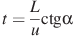 t = L/u ctgα